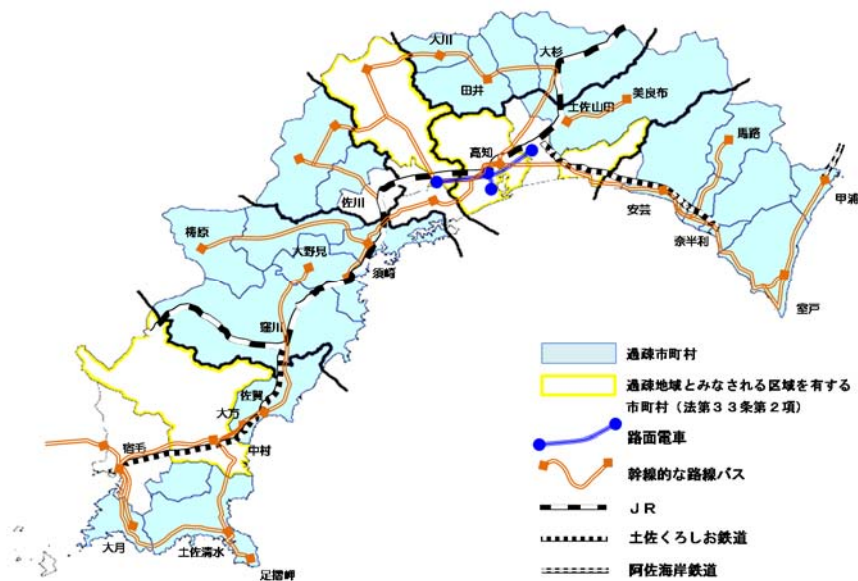 大川
大杉
田井
美良布
土佐山田
馬路
高知
佐川
安芸
甲浦
奈半利
梼原
大野見
須崎
室戸
窪川
佐賀
大方
宿毛
中村
大月
土佐清水
足摺岬
過疎市町村
過疎地域とみなされる区域を有する
市町村（法第３３条第２項）
路面電車
幹線的な路線バス
ＪＲ
土佐くろしお鉄道
阿佐海岸鉄道